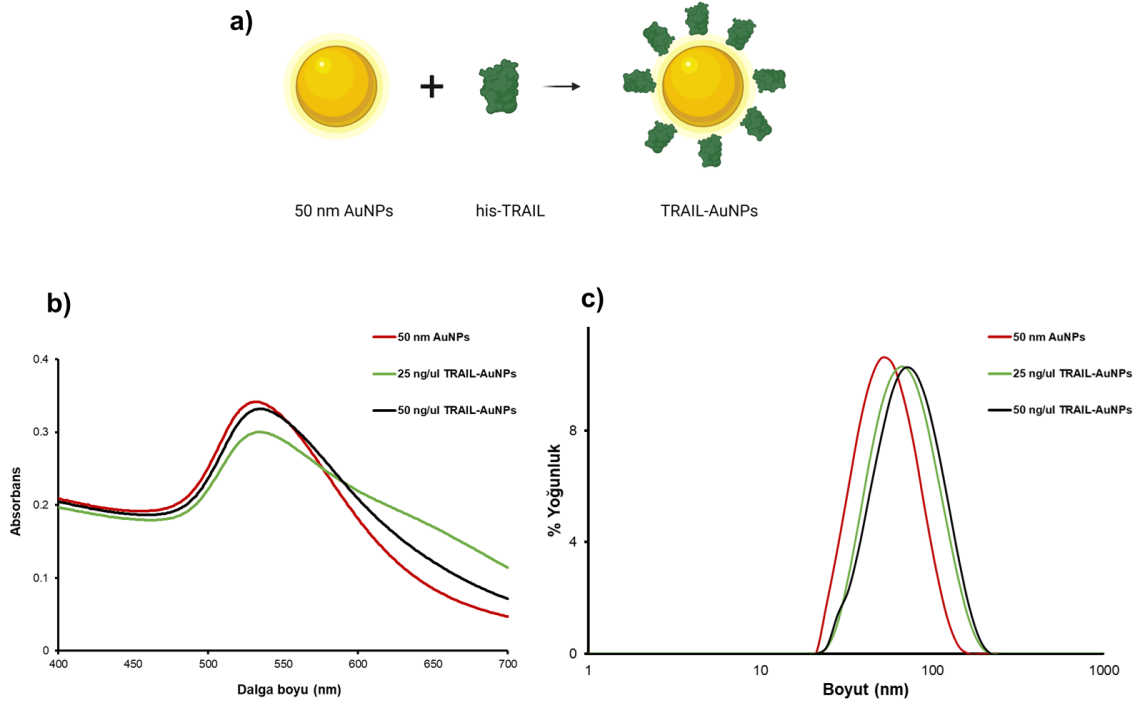 a)
+
50 nm AuNPs
his-TRAIL
TRAIL-AuNPs
b)
50 nm AuNPs
25 ng/ul TRAIL-AuNPs
50 ng/ul TRAIL-AuNPs
Absorbans
0.4
0.3
0.2
0.1
0
400
450
500
550
600
650
700
Dalga boyu (nm)
c)
50 nm AuNPs
25 ng/ul TRAIL-AuNPs
50 ng/ul TRAIL-AuNPs
% Yoğunluk
8
4
0
1
10
100
1000
Boyut (nm)